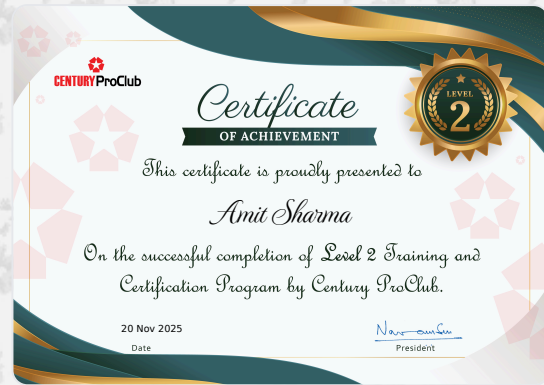 CENTURY ProClub
Certificate
OF ACHIEVEMENT
LEVEL
2
This certificate is proudly presented to
Amit Sharma
On the successful completion of Level 2 Training and
Certification Program by Century ProClub.
20 Nov 2025
Date
President